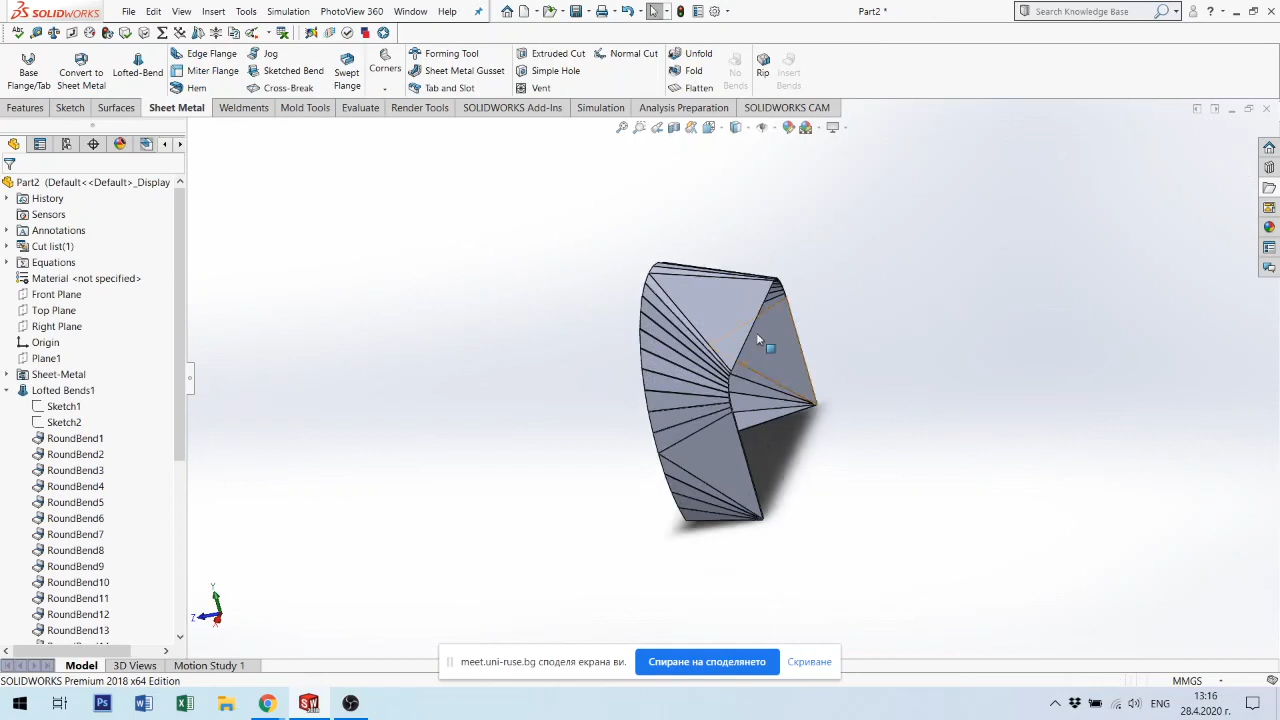 SOLIDWORKS File Edit View Insert Tools Simulation PhotoView 360 Window Help Part2 * Search Knowledge Base
Base Flange/Tab
Convert to Sheet Metal
Lofted-Bend
Edge Flange
Miter Flange
Hem
Jog
Sketched Bend
Cross-Break
Swept Flange
Corners
Forming Tool
Sheet Metal Gusset
Tab and Slot
Extruded Cut
Simple Hole
Vent
Normal Cut
Unfold
Fold
Flatten
No Bends
Rip
Insert Bends
Features Sketch Surfaces Sheet Metal Weldments Mold Tools Evaluate Render Tools SOLIDWORKS Add-Ins Simulation Analysis Preparation SOLIDWORKS CAM
Part2 (Default<<Default>_Display
History
Sensors
Annotations
Cut list(1)
Equations
Material <not specified>
Front Plane
Top Plane
Right Plane
Origin
Plane1
Sheet-Metal
Lofted Bends1
Sketch1
Sketch2
RoundBend1
RoundBend2
RoundBend3
RoundBend4
RoundBend5
RoundBend6
RoundBend7
RoundBend8
RoundBend9
RoundBend10
RoundBend11
RoundBend12
RoundBend13
Y
Z
X
meet.uni-ruse.bg споделя екрана ви. Спиране на споделянето Скриване
Model 3D Views Motion Study 1
SOLIDWORKS Premium 2018 x64 Edition MMGS
ENG 13:16
28.4.2020 г.